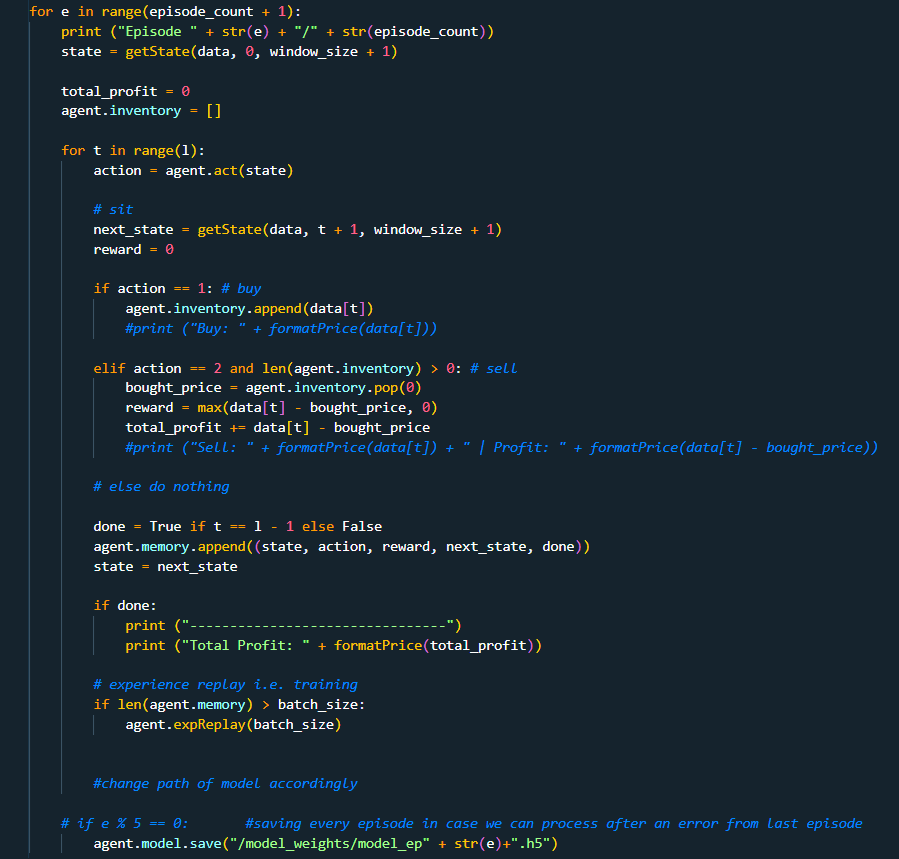 for e in range(episode_count + 1):
    print ("Episode " + str(e) + "/" + str(episode_count))
    state = getState(data, 0, window_size + 1)

    total_profit = 0
    agent.inventory = []

    for t in range(l):
        action = agent.act(state)

        # sit
        next_state = getState(data, t + 1, window_size + 1)
        reward = 0

        if action == 1: # buy
            agent.inventory.append(data[t])
            #print ("Buy: " + formatPrice(data[t]))

        elif action == 2 and len(agent.inventory) > 0: # sell
            bought_price = agent.inventory.pop(0)
            reward = max(data[t] - bought_price, 0)
            total_profit += data[t] - bought_price
            #print ("Sell: " + formatPrice(data[t]) + " | Profit: " + formatPrice(data[t] - bought_price))

        # else do nothing

        done = True if t == l - 1 else False
        agent.memory.append((state, action, reward, next_state, done))
        state = next_state

        if done:
            print ("--------------------------------")
            print ("Total Profit: " + formatPrice(total_profit))

        # experience replay i.e. training
        if len(agent.memory) > batch_size:
            agent.expReplay(batch_size)


        #change path of model accordingly

    # if e % 5 == 0:       #saving every episode in case we can process after an error from last episode
        agent.model.save("/model_weights/model_ep" + str(e)+".h5")